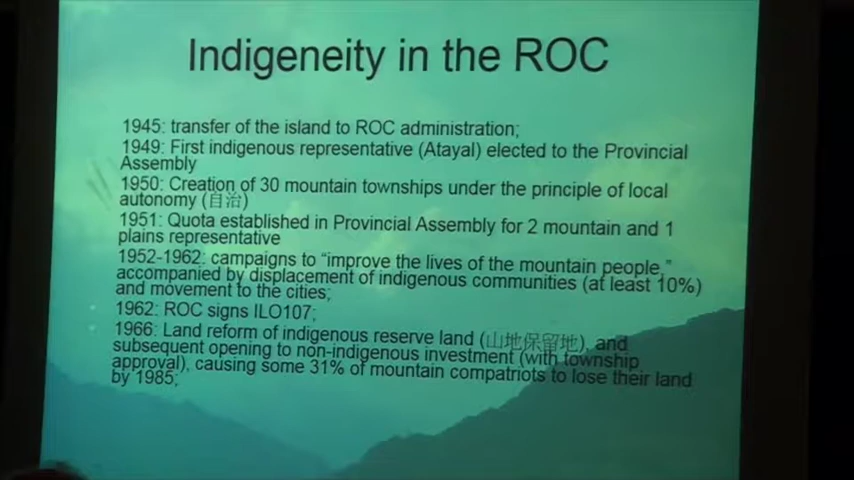 Indigeneity in the ROC
1945: transfer of the island to ROC administration;
1949: First indigenous representative (Atayal) elected to the Provincial
Assembly
1950: Creation of 30 mountain townships under the principle of local
autonomy (自治)
1951: Quota established in Provincial Assembly for 2 mountain and 1
plains representative
1952-1962: campaigns to “improve the lives of the mountain people,”
accompanied by displacement of indigenous communities (at least 10%)
and movement to the cities;
1962: ROC signs ILO107;
1966: Land reform of indigenous reserve land (山地保留地), and
subsequent opening to non-indigenous investment (with township
approval), causing some 31% of mountain compatriots to lose their land
by 1985;